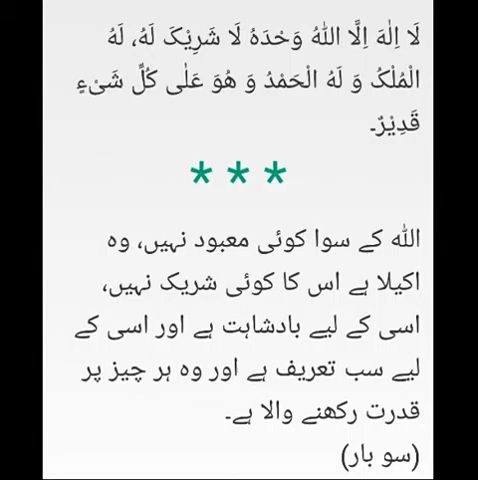 لَا اِلٰهَ اِلَّا اللّٰهُ وَحْدَهُ لَا شَرِيْکَ لَهُ، لَهُ
الْمُلْکُ وَ لَهُ الْحَمْدُ وَ هُوَ عَلٰی کُلِّ شَیْءٍ
قَدِيْرٌ۔
* * *
اللّٰہ کے سوا کوئی معبود نہیں، وہ
اکیلا ہے اس کا کوئی شریک نہیں،
اسی کے لیے بادشاہت ہے اور اسی کے
لیے سب تعریف ہے اور وہ ہر چیز پر
قدرت رکھنے والا ہے۔
(سو بار)